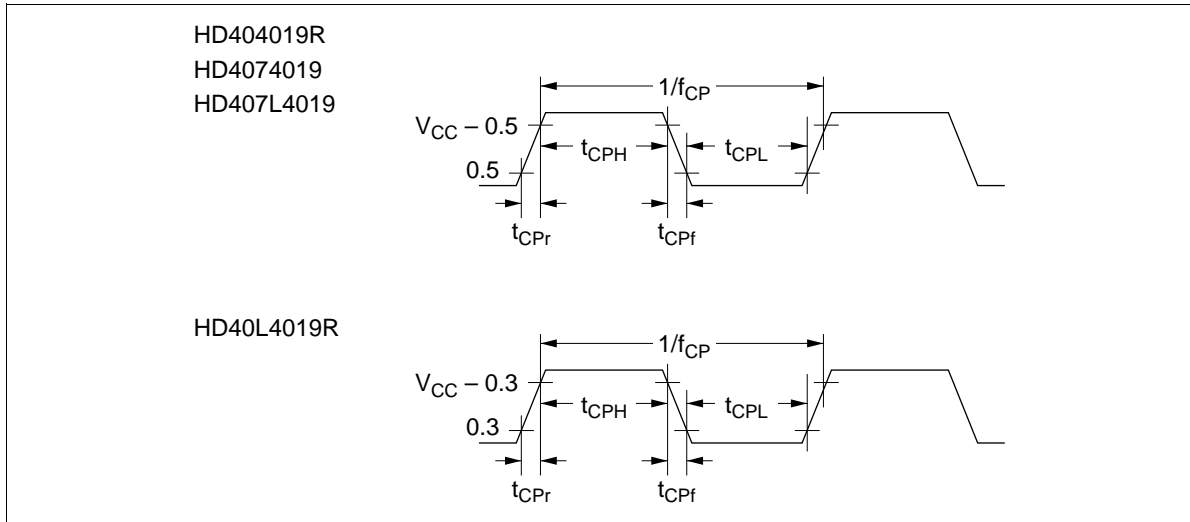 HD404019R
HD4074019
HD407L4019
1/fCP
VCC – 0.5
tCPH
tCPL
0.5
tCPr
tCPf
HD40L4019R
1/fCP
VCC – 0.3
tCPH
tCPL
0.3
tCPr
tCPf